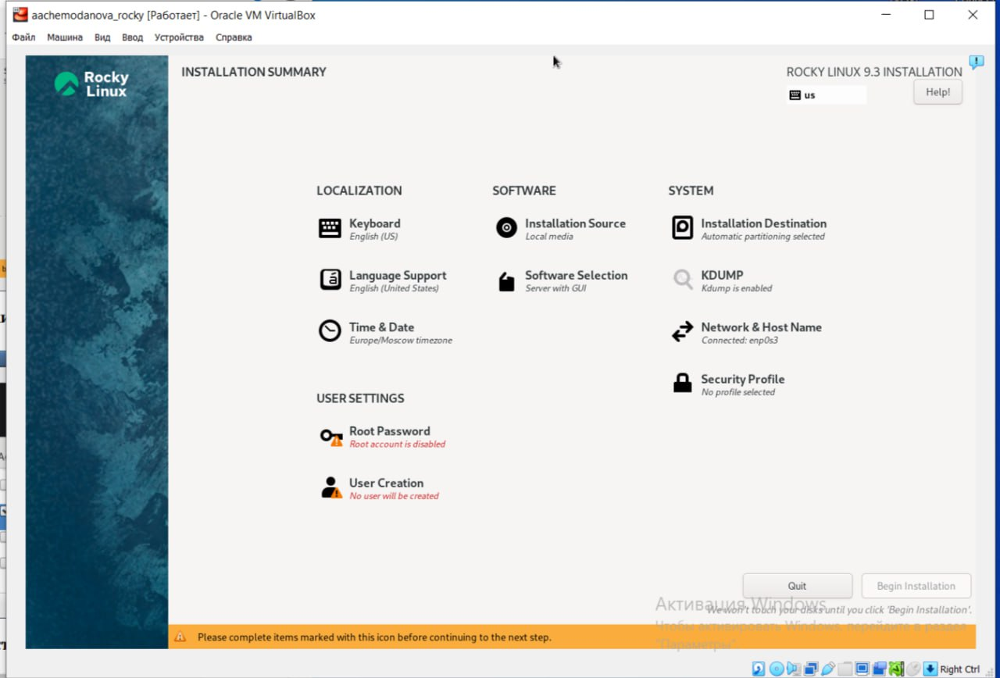 aachemodanova_rocky [Работает] - Oracle VM VirtualBox
Файл Машина Вид Ввод Устройства Справка
Rocky
Linux
INSTALLATION SUMMARY
ROCKY LINUX 9.3 INSTALLATION
us
Help!
LOCALIZATION
Keyboard
English (US)
Language Support
English (United States)
Time & Date
Europe/Moscow timezone
SOFTWARE
Installation Source
Local media
Software Selection
Server with GUI
SYSTEM
Installation Destination
Automatic partitioning selected
KDUMP
Kdump is enabled
Network & Host Name
Connected: enp0s3
Security Profile
No profile selected
USER SETTINGS
Root Password
Root account is disabled
User Creation
No user will be created
Quit
Begin Installation
We won't touch your disks until you click 'Begin Installation'.
Активация Windows
Чтобы активировать Windows, перейдите в раздел
"Параметры".
Please complete items marked with this icon before continuing to the next step.
Right Ctrl